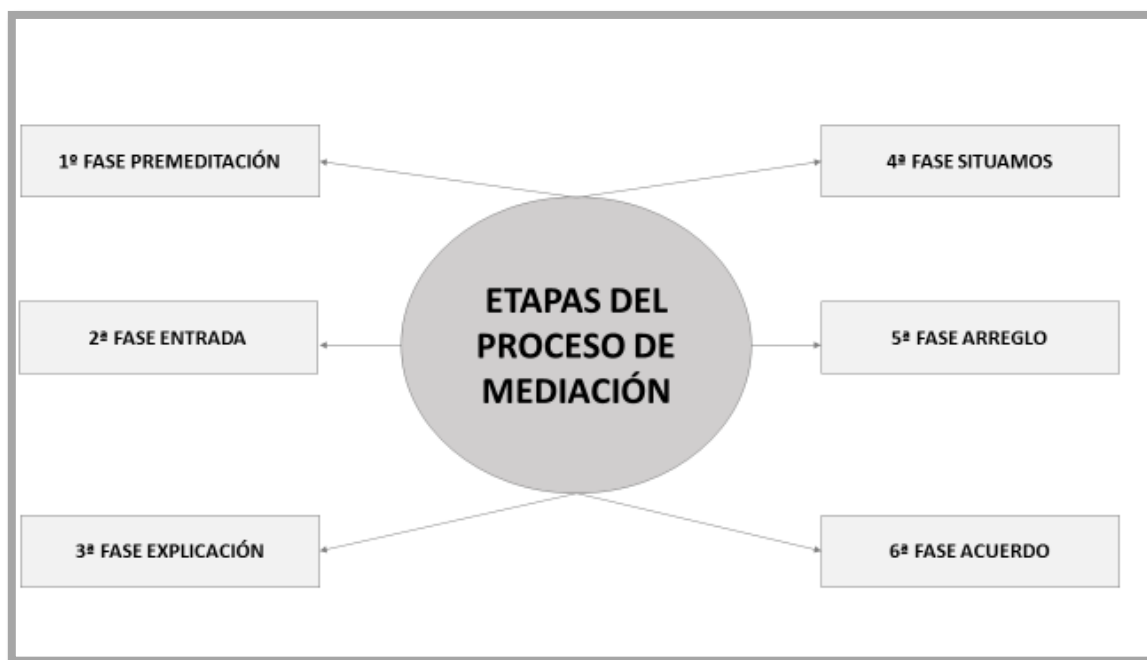 1º FASE PREMEDITACIÓN
2ª FASE ENTRADA
3ª FASE EXPLICACIÓN
ETAPAS DEL
PROCESO DE
MEDIACIÓN
4ª FASE SITUAMOS
5ª FASE ARREGLO
6ª FASE ACUERDO